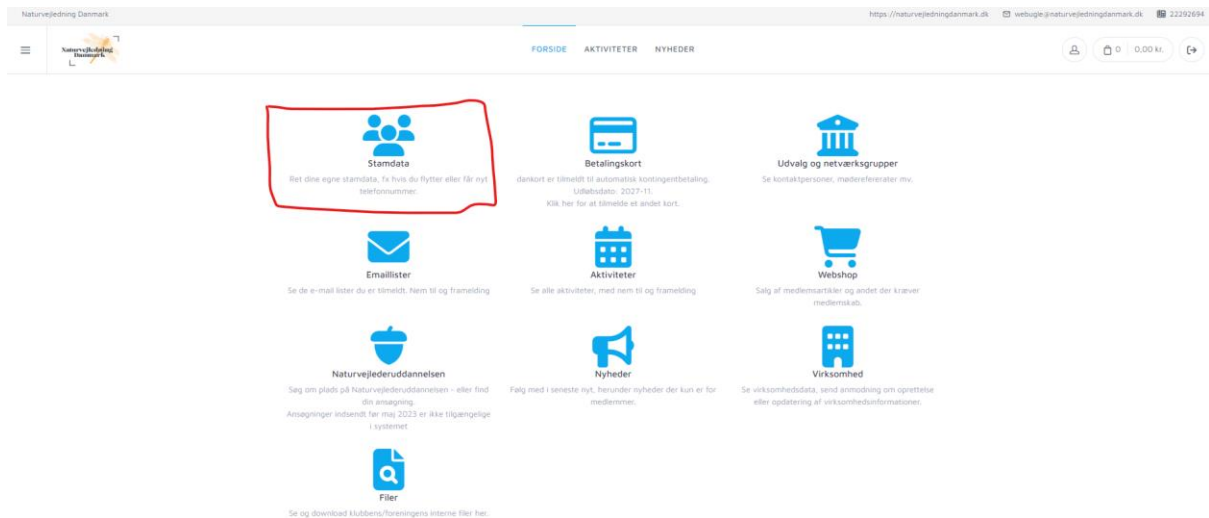 Naturvejledning Danmark
https://naturvejledningdanmark.dk
webugle@naturvejledningdanmark.dk
22292694
Naturvejledning
Danmark
FORSIDE AKTIVITETER NYHEDER
0 0,00 kr.
Stamdata
Ret dine egne stamdata, fx hvis du flytter eller får nyt
telefonnummer.
Betalingskort
dankort er tilmeldt til automatisk kontingentbetaling.
Udløbsdato: 2027-11.
Klik her for at tilmelde et andet kort.
Udvalg og netværksgrupper
Se kontaktpersoner, mødereferater mv.
Emaillister
Se de e-mail lister du er tilmeldt. Nem til og framelding
Aktiviteter
Se alle aktiviteter, med nem til og framelding
Webshop
Salg af medlemsartikler og andet der kræver
medlemskab.
Naturvejlederuddannelsen
Søg om plads på Naturvejlederuddannelsen - eller find
din ansøgning.
Ansøgninger indsendt før maj 2023 er ikke tilgængelige
i systemet
Nyheder
Følg med i seneste nyt, herunder nyheder der kun er for
medlemmer.
Virksomhed
Se virksomhedsdata, send anmodning om oprettelse
eller opdatering af virksomhedsinformationer.
Filer
Se og download klubbens/foreningens interne filer her.